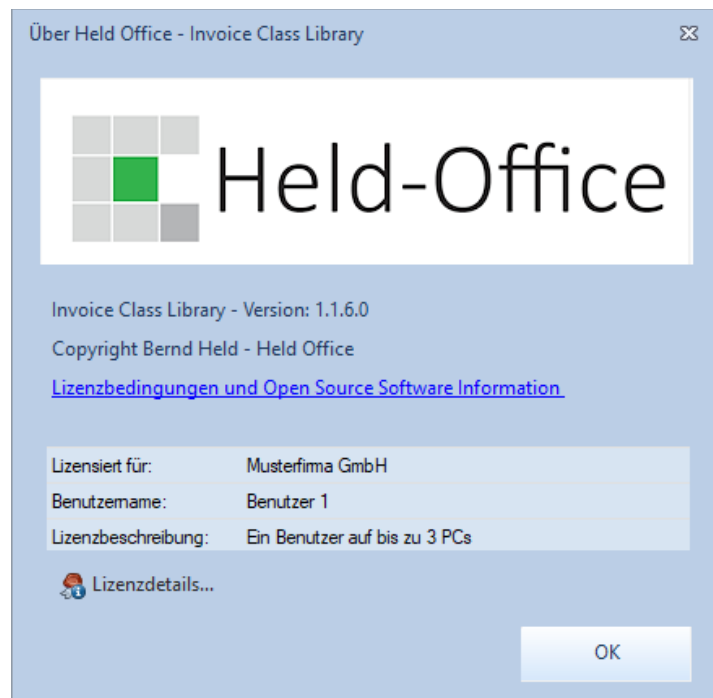 Über Held Office - Invoice Class Library
Held-Office
Invoice Class Library - Version: 1.1.6.0
Copyright Bernd Held - Held Office
Lizenzbedingungen und Open Source Software Information
Lizensiert für: Musterfirma GmbH
Benutzername: Benutzer 1
Lizenzbeschreibung: Ein Benutzer auf bis zu 3 PCs
Lizenzdetails...
OK